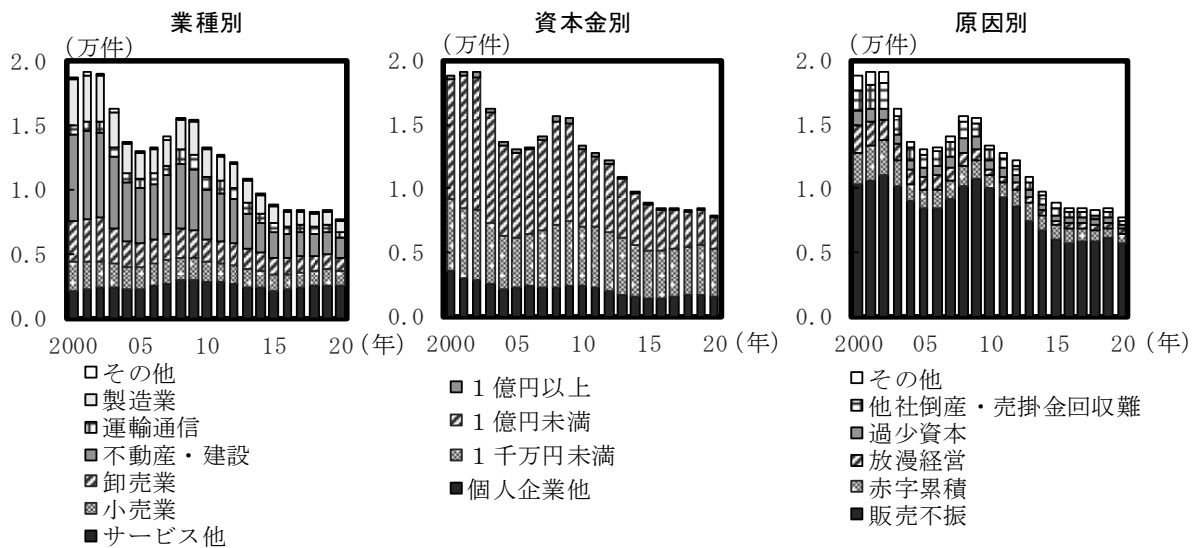 業種別
(万件)
2.0
1.5
1.0
0.5
0.0
2000 05 10 15 20 (年)
その他
製造業
運輸通信
不動産・建設
卸売業
小売業
サービス他
資本金別
(万件)
2.0
1.5
1.0
0.5
0.0
2000 05 10 15 20 (年)
1億円以上
1億円未満
1千万円未満
個人企業他
原因別
(万件)
2.0
1.5
1.0
0.5
0.0
2000 05 10 15 20 (年)
その他
他社倒産・売掛金回収難
過少資本
放漫経営
赤字累積
販売不振